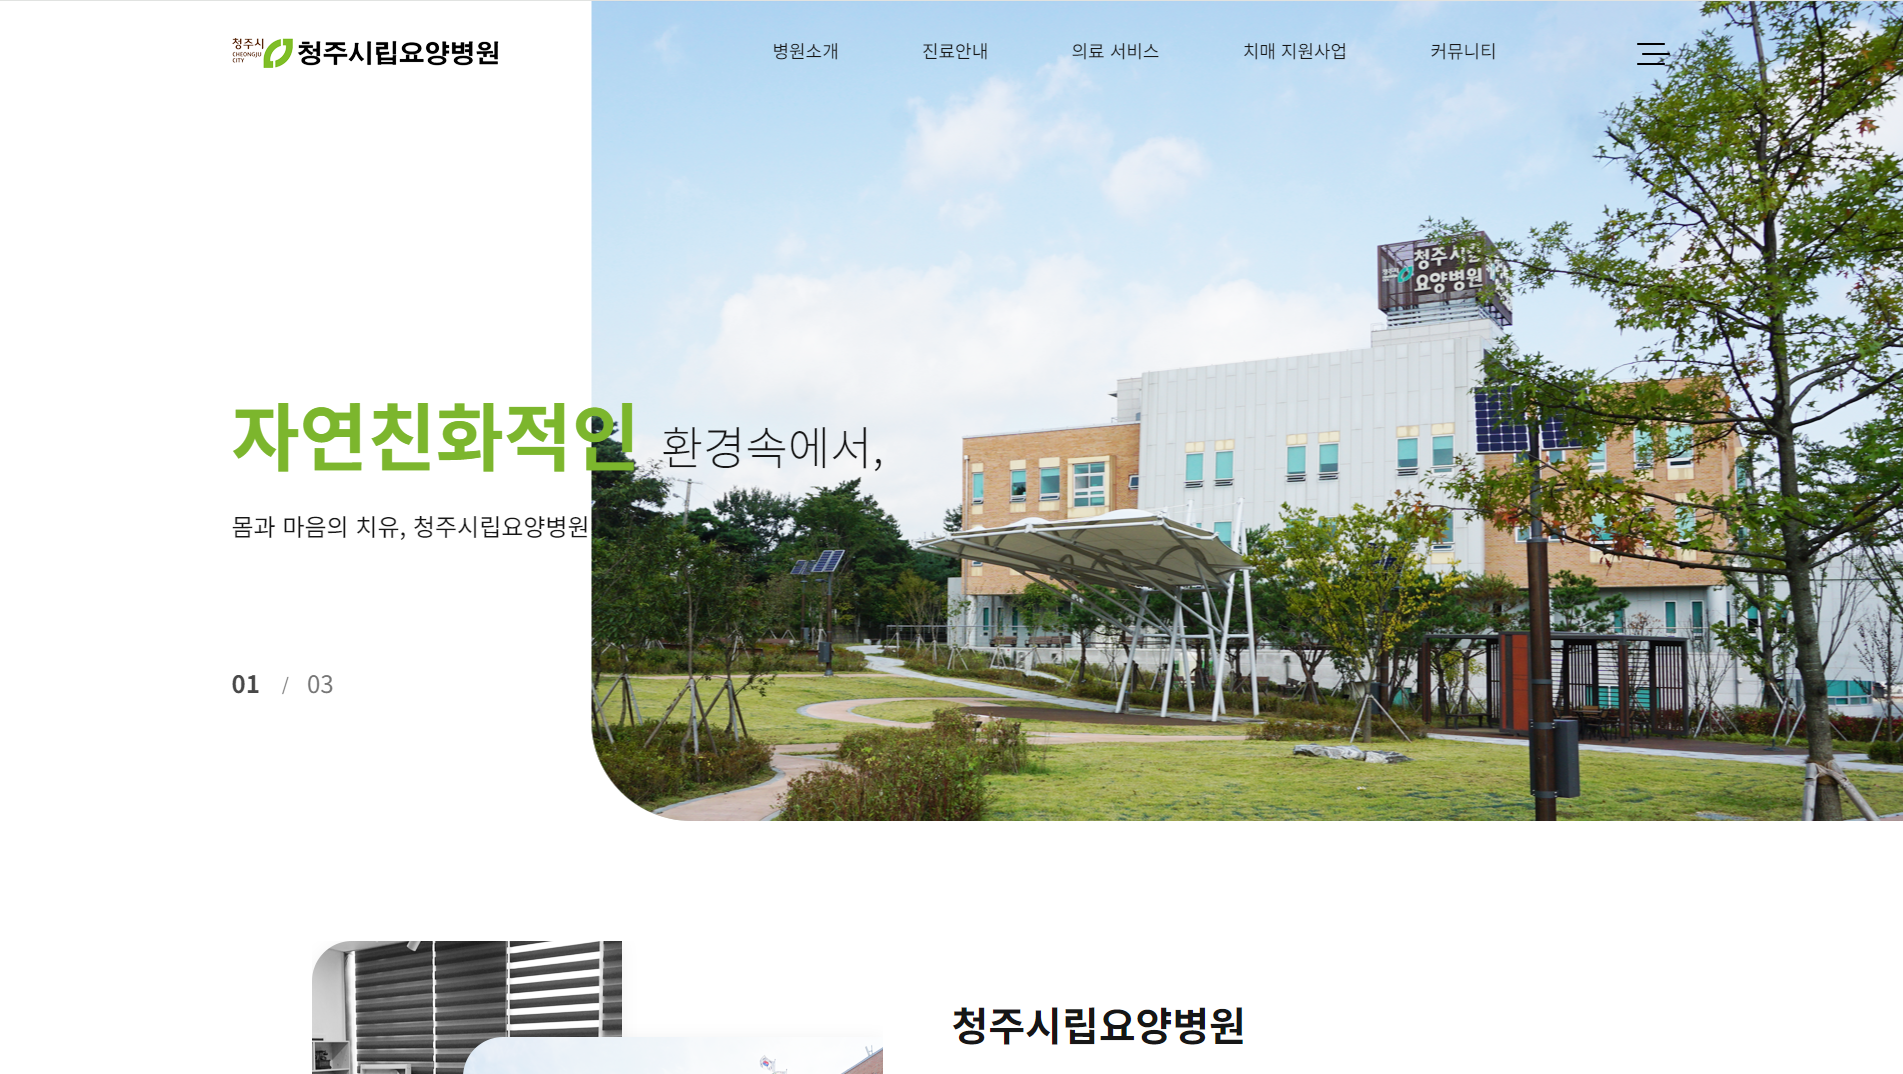 청주시
CHEONGJU
CITY
청주시립요양병원
병원소개
진료안내
의료 서비스
치매 지원사업
커뮤니티
청주시립
요양병원
자연친화적인 환경속에서,
몸과 마음의 치유, 청주시립요양병원
01 / 03
청주시립요양병원